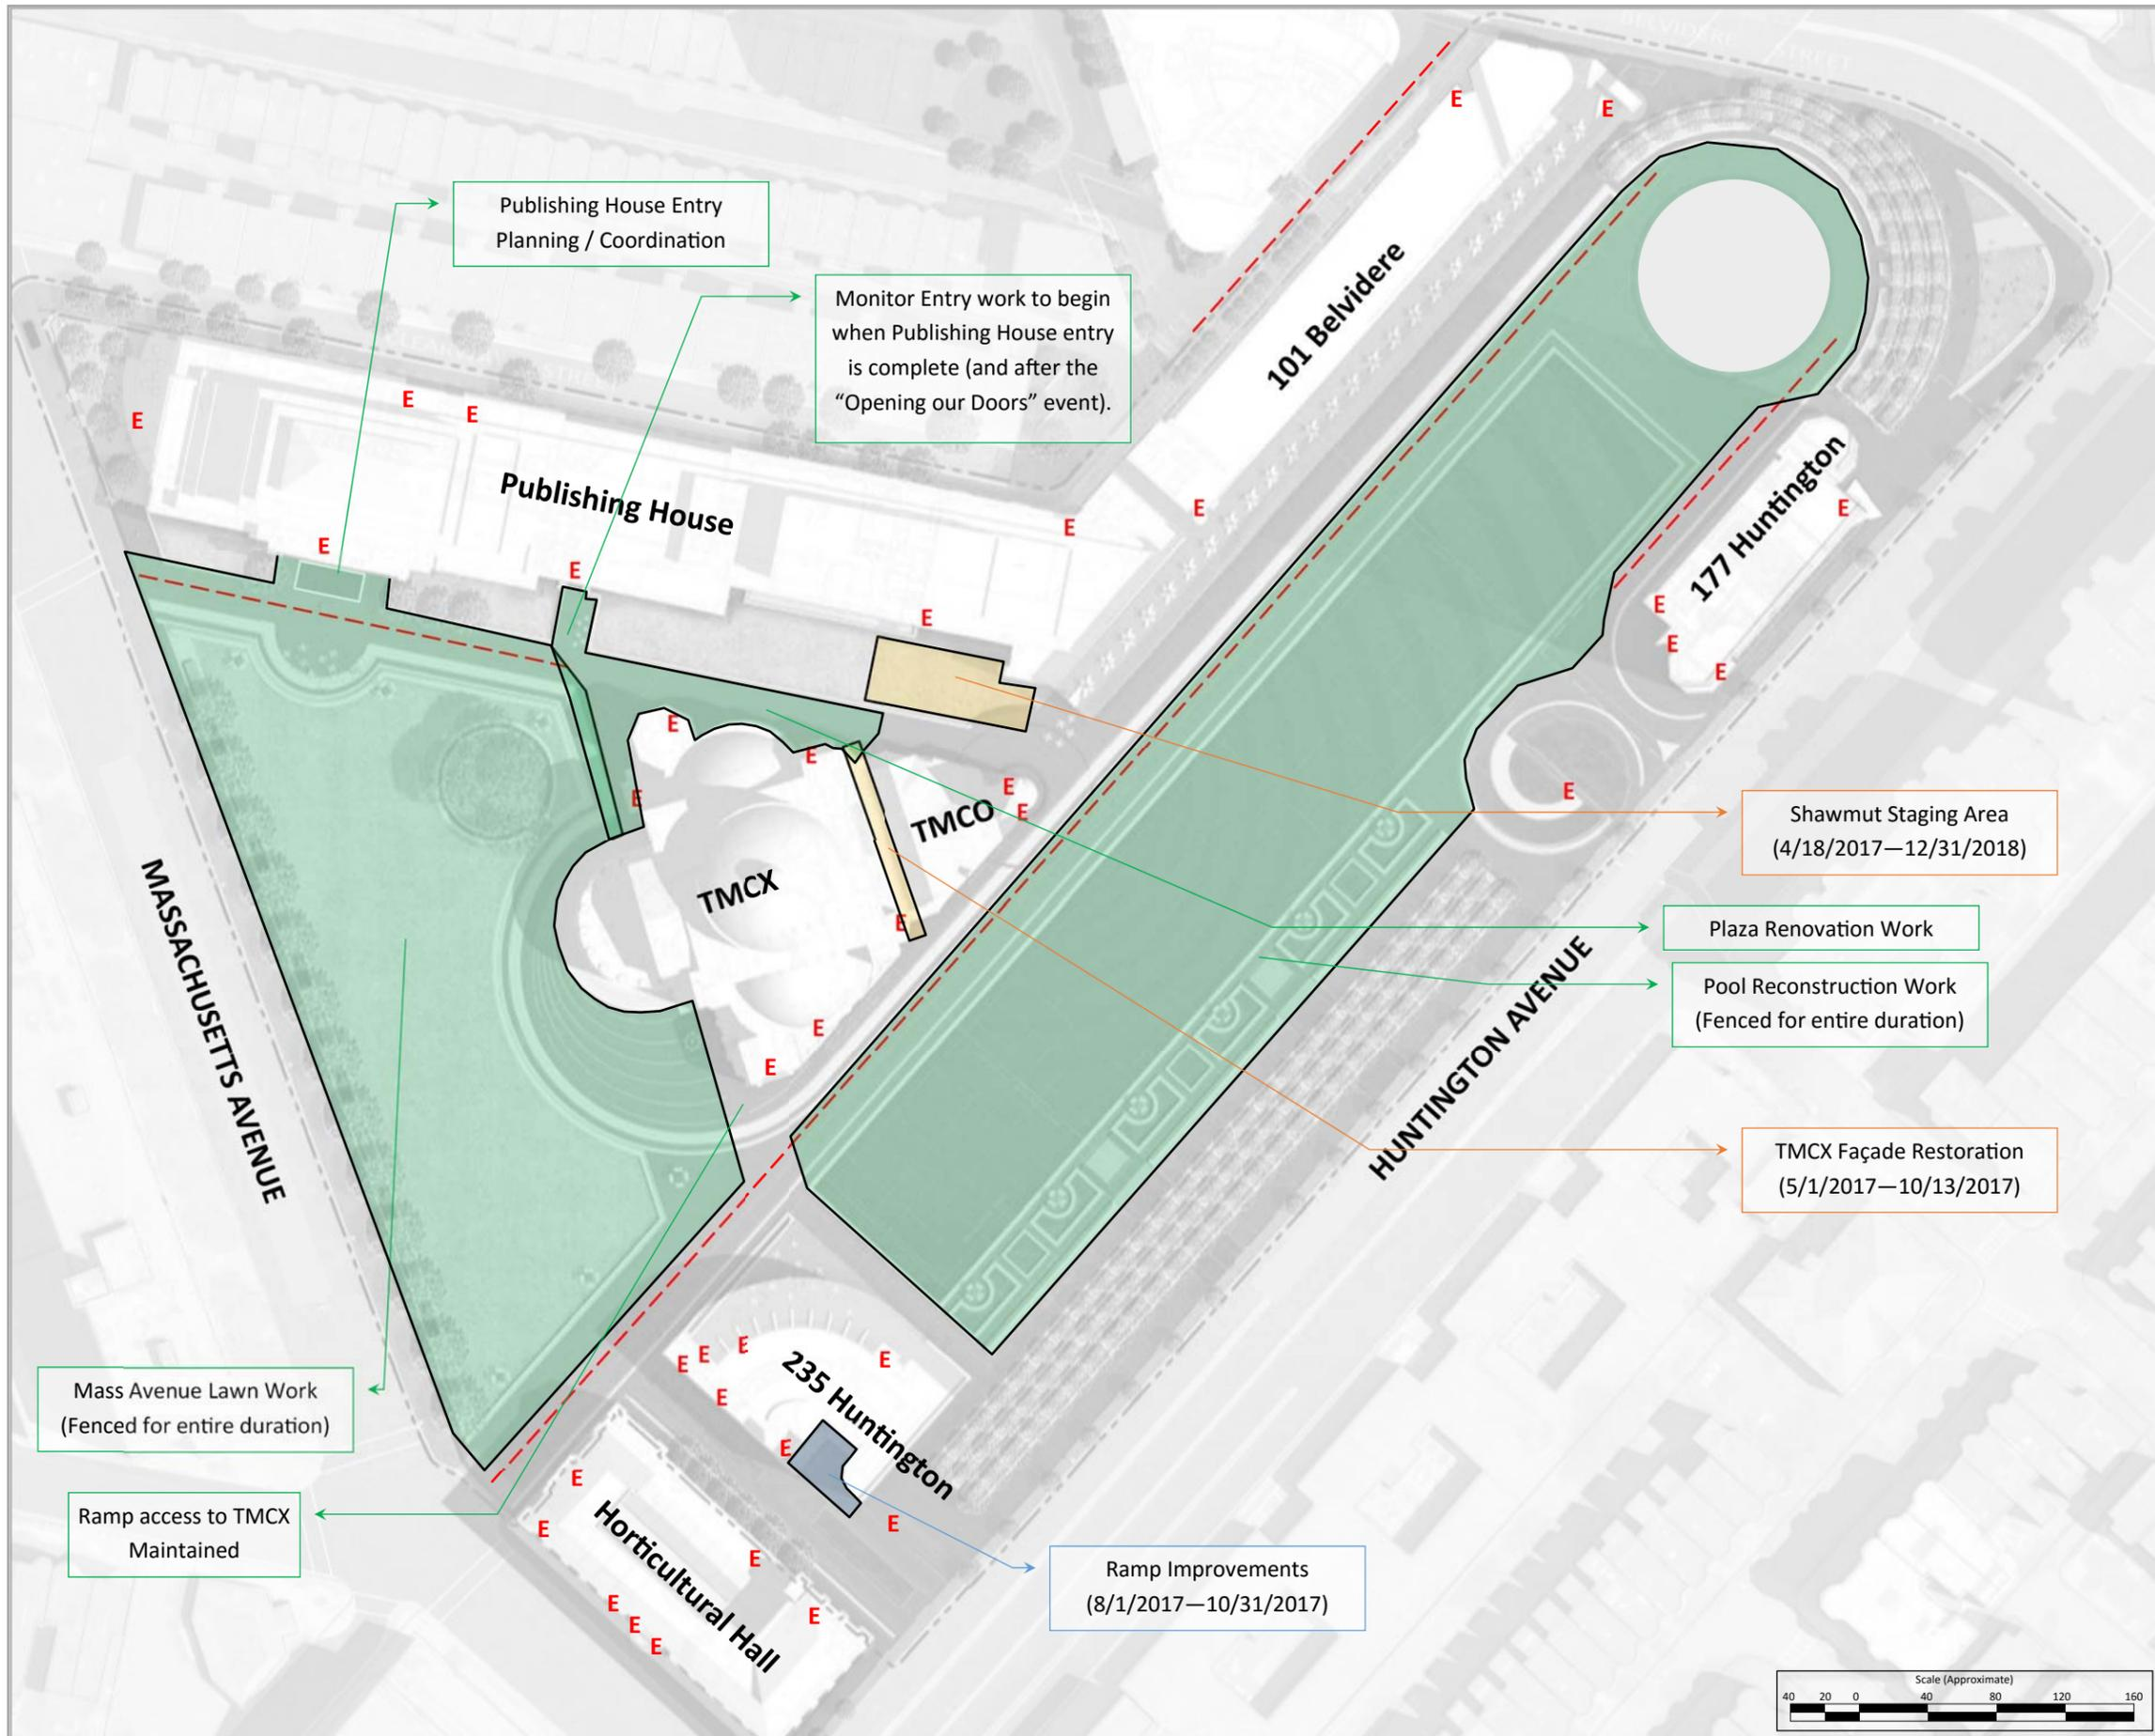 BELVIDERE STREET
E
E
Publishing House Entry
Planning / Coordination
Monitor Entry work to begin
when Publishing House entry
is complete (and after the
“Opening our Doors” event).
101 Belvidere
E
E
E
Publishing House
E
E
E
177 Huntington
E
E
E
E
E
E
E
E
E
E
TMCO
E
E
E
E
TMCX
E
E
E
MASSACHUSETTS AVENUE
HUNTINGTON AVENUE
Shawmut Staging Area
(4/18/2017—12/31/2018)
Plaza Renovation Work
Pool Reconstruction Work
(Fenced for entire duration)
TMCX Façade Restoration
(5/1/2017—10/13/2017)
Mass Avenue Lawn Work
(Fenced for entire duration)
Ramp access to TMCX
Maintained
E
E
E
E
E
235 Huntington
E
E
E
E
Horticultural Hall
E
E
E
E
E
Ramp Improvements
(8/1/2017—10/31/2017)
Scale (Approximate)
40 20 0 40 80 120 160